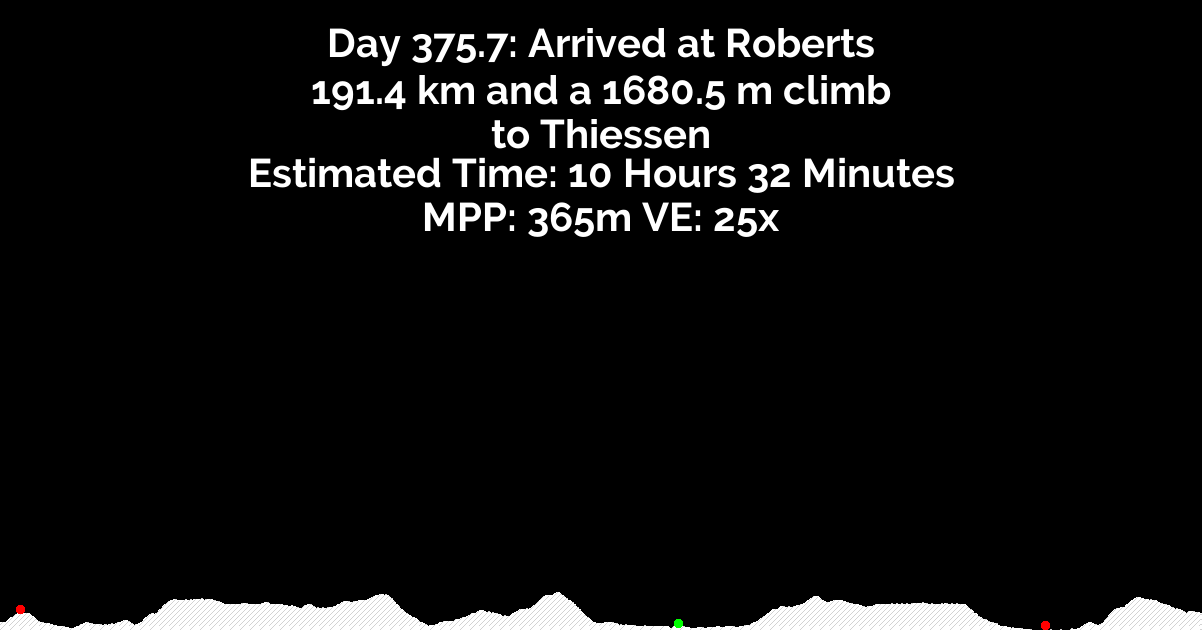 Day 375.7: Arrived at Roberts
191.4 km and a 1680.5 m climb
to Thiessen
Estimated Time: 10 Hours 32 Minutes
MPP: 365m VE: 25x